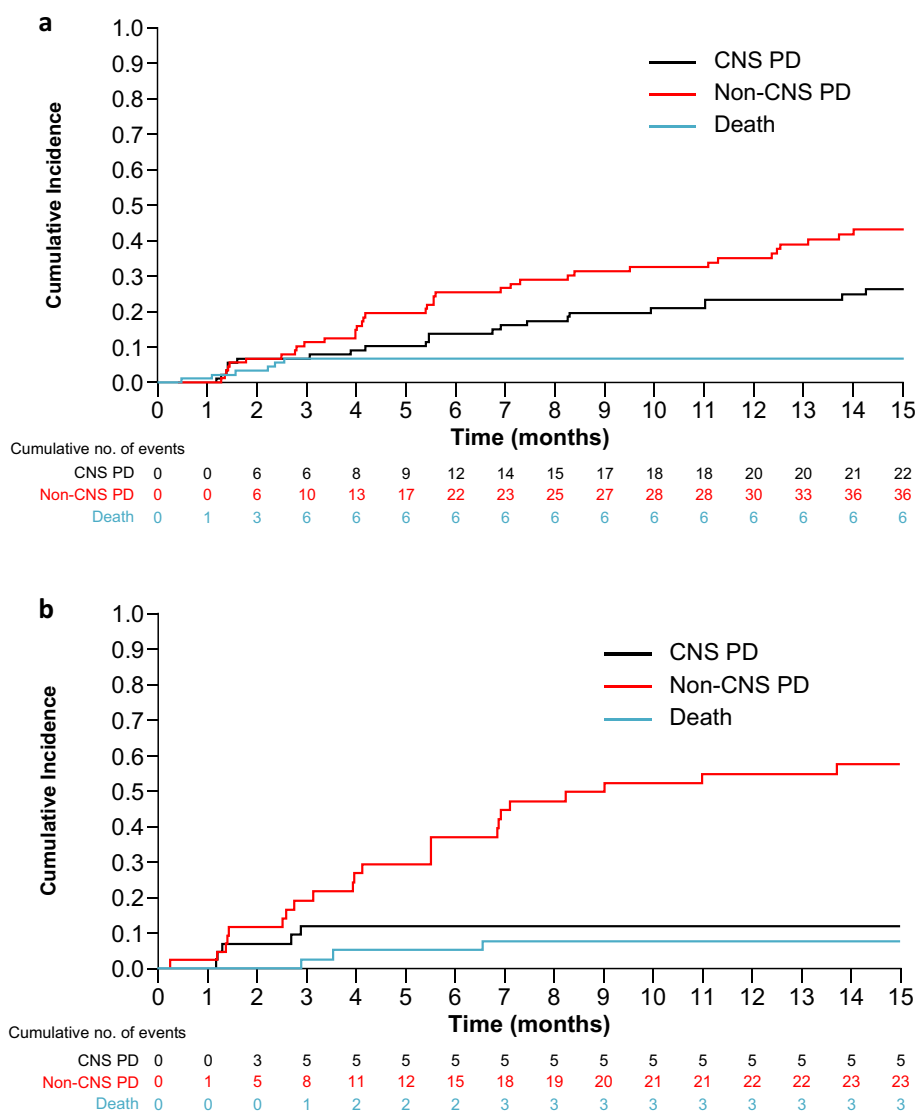 a
1.0
0.9
0.8
0.7
0.6
0.5
0.4
0.3
0.2
0.1
0.0
Cumulative Incidence
CNS PD
Non-CNS PD
Death
0 1 2 3 4 5 6 7 8 9 10 11 12 13 14 15
Time (months)
Cumulative no. of events
CNS PD 0 0 6 6 8 9 12 14 15 17 18 18 20 20 21 22
Non-CNS PD 0 0 6 10 13 17 22 23 25 27 28 28 30 33 36 36
Death 0 1 3 6 6 6 6 6 6 6 6 6 6 6 6 6
b
1.0
0.9
0.8
0.7
0.6
0.5
0.4
0.3
0.2
0.1
0.0
Cumulative Incidence
CNS PD
Non-CNS PD
Death
0 1 2 3 4 5 6 7 8 9 10 11 12 13 14 15
Time (months)
Cumulative no. of events
CNS PD 0 0 3 5 5 5 5 5 5 5 5 5 5 5 5 5
Non-CNS PD 0 1 5 8 11 12 15 18 19 20 21 21 22 22 23 23
Death 0 0 0 1 2 2 2 3 3 3 3 3 3 3 3 3